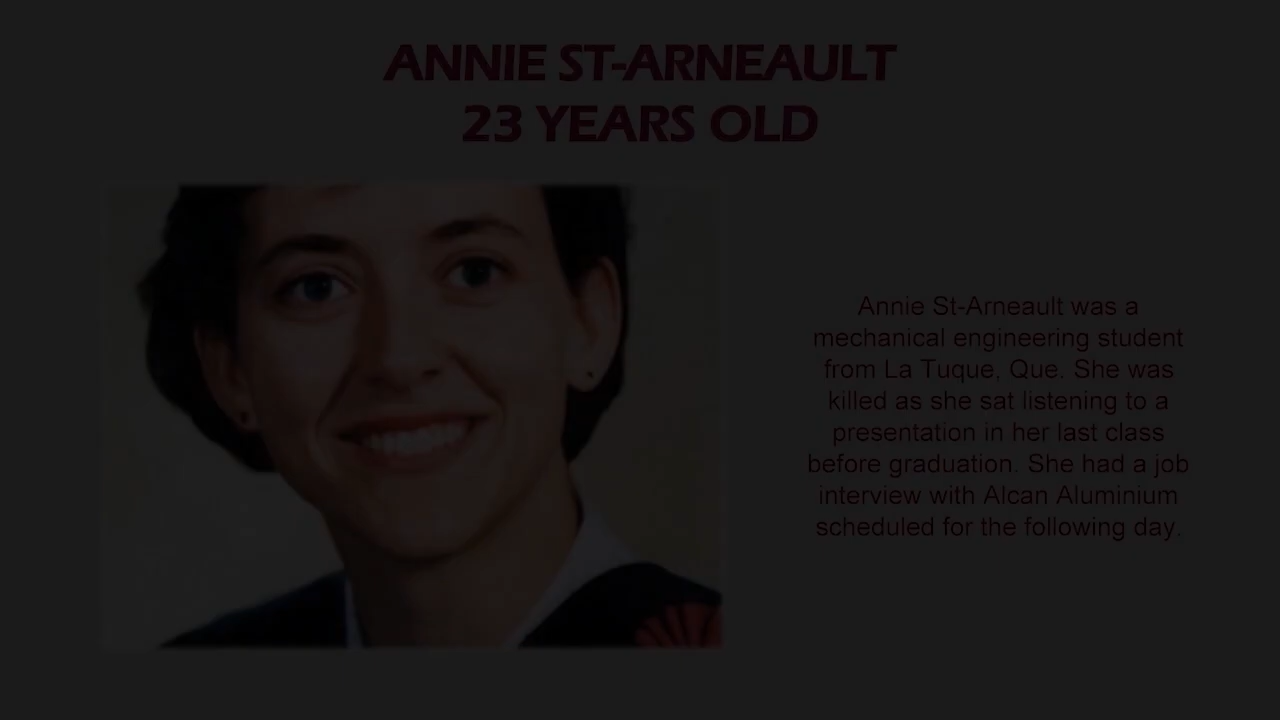 ANNIE ST-ARNEAULT
23 YEARS OLD
Annie St-Arneault was a
mechanical engineering student
from La Tuque, Que. She was
killed as she sat listening to a
presentation in her last class
before graduation. She had a job
interview with Alcan Aluminium
scheduled for the following day.